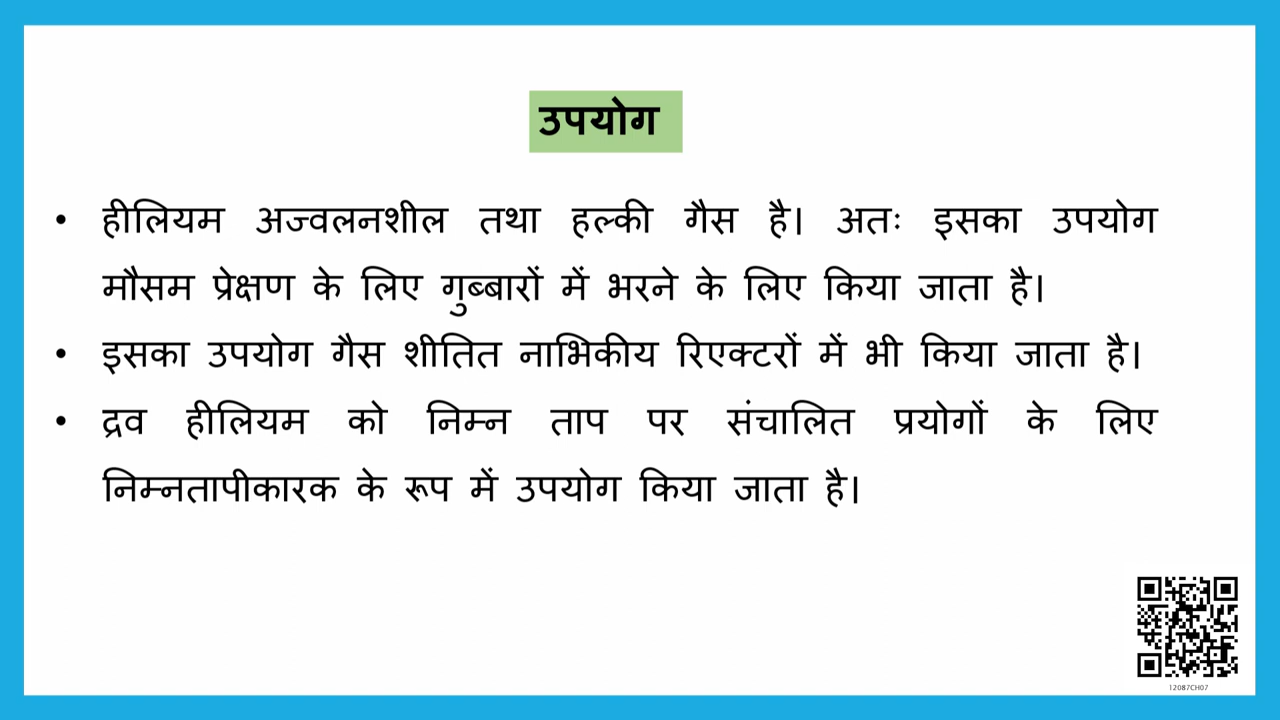 उपयोग
• हीलियम अज्वलनशील तथा हल्की गैस है। अतः इसका उपयोग
मौसम प्रेक्षण के लिए गुब्बारों में भरने के लिए किया जाता है।
• इसका उपयोग गैस शीतित नाभिकीय रिएक्टरों में भी किया जाता है।
• द्रव हीलियम को निम्न ताप पर संचालित प्रयोगों के लिए
निम्नतापीकारक के रूप में उपयोग किया जाता है।
12087CH07